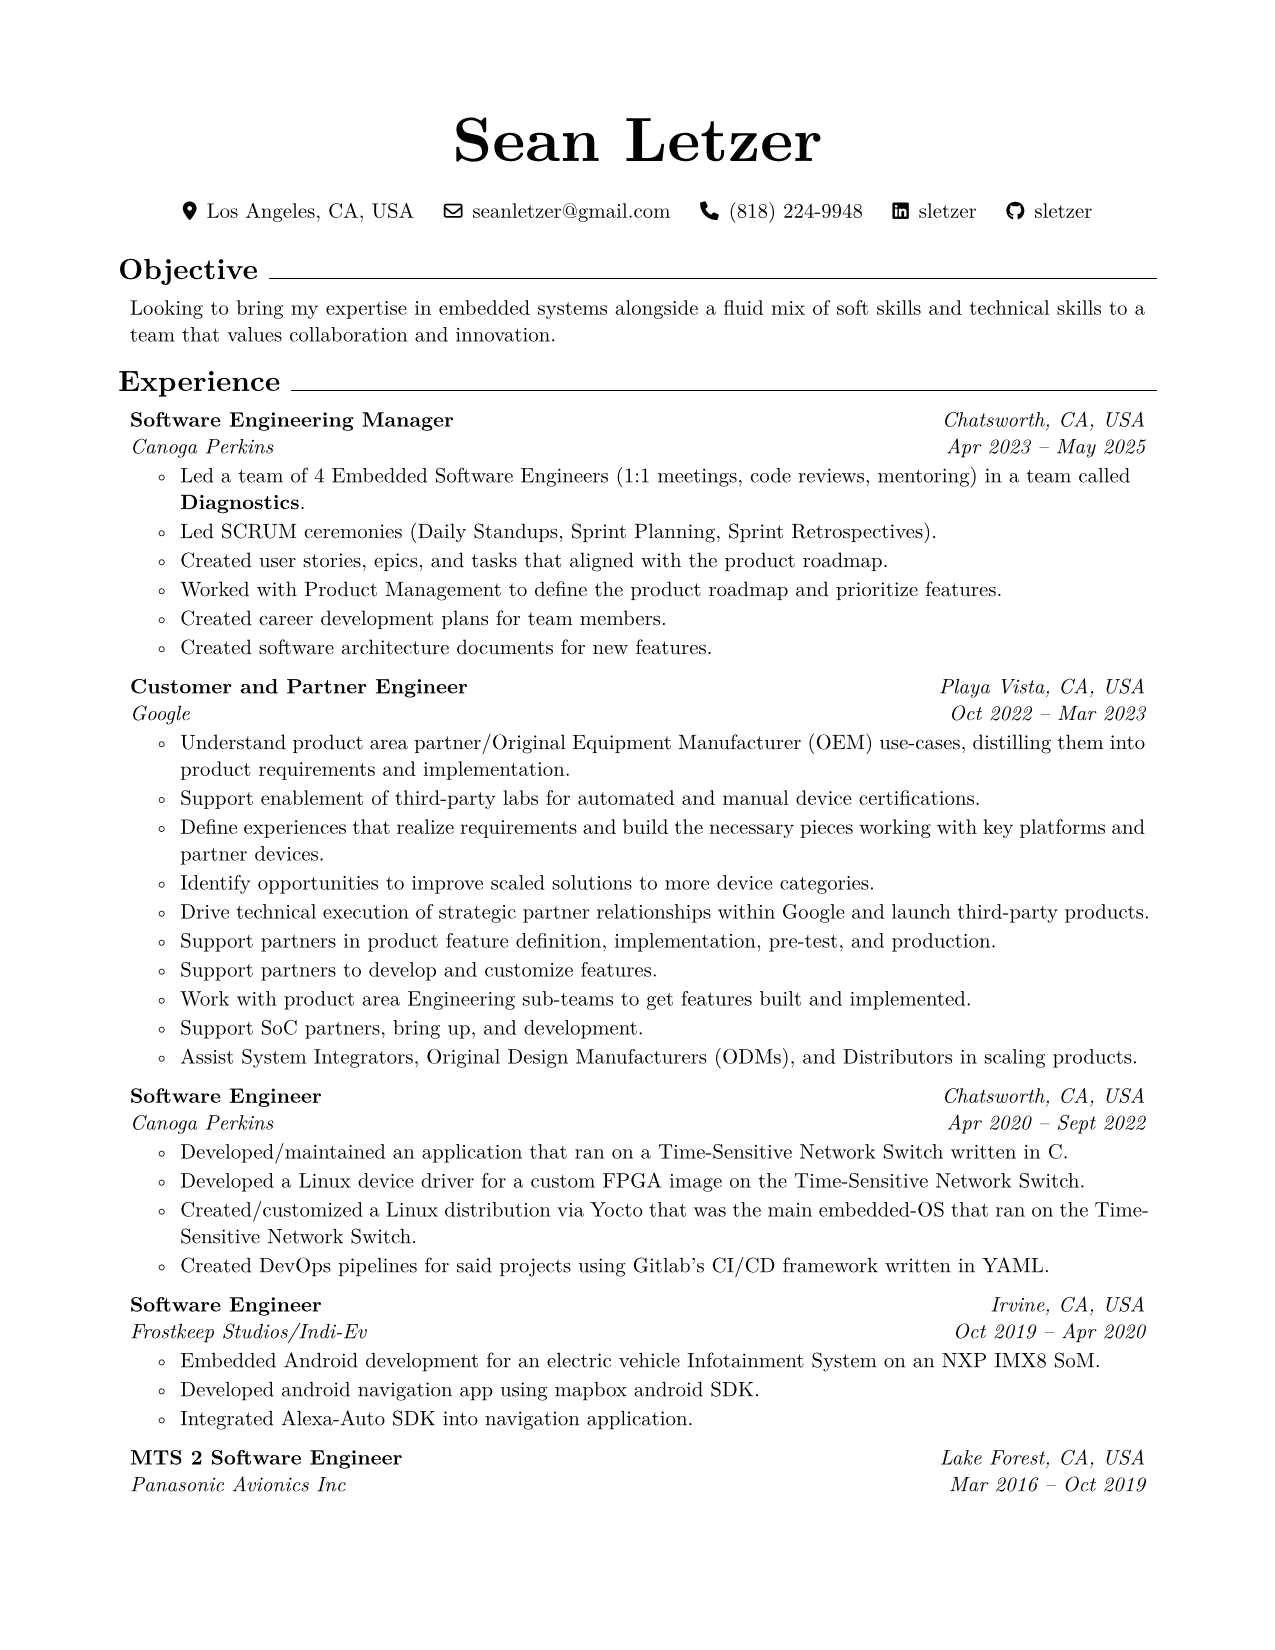 Sean Letzer
Los Angeles, CA, USA seanletzer@gmail.com (818) 224-9948 sletzer sletzer
Objective
Looking to bring my expertise in embedded systems alongside a fluid mix of soft skills and technical skills to a
team that values collaboration and innovation.
Experience
Software Engineering Manager Chatsworth, CA, USA
Canoga Perkins Apr 2023 – May 2025
◦ Led a team of 4 Embedded Software Engineers (1:1 meetings, code reviews, mentoring) in a team called
Diagnostics.
◦ Led SCRUM ceremonies (Daily Standups, Sprint Planning, Sprint Retrospectives).
◦ Created user stories, epics, and tasks that aligned with the product roadmap.
◦ Worked with Product Management to define the product roadmap and prioritize features.
◦ Created career development plans for team members.
◦ Created software architecture documents for new features.
Customer and Partner Engineer Playa Vista, CA, USA
Google Oct 2022 – Mar 2023
◦ Understand product area partner/Original Equipment Manufacturer (OEM) use-cases, distilling them into
product requirements and implementation.
◦ Support enablement of third-party labs for automated and manual device certifications.
◦ Define experiences that realize requirements and build the necessary pieces working with key platforms and
partner devices.
◦ Identify opportunities to improve scaled solutions to more device categories.
◦ Drive technical execution of strategic partner relationships within Google and launch third-party products.
◦ Support partners in product feature definition, implementation, pre-test, and production.
◦ Support partners to develop and customize features.
◦ Work with product area Engineering sub-teams to get features built and implemented.
◦ Support SoC partners, bring up, and development.
◦ Assist System Integrators, Original Design Manufacturers (ODMs), and Distributors in scaling products.
Software Engineer Chatsworth, CA, USA
Canoga Perkins Apr 2020 – Sept 2022
◦ Developed/maintained an application that ran on a Time-Sensitive Network Switch written in C.
◦ Developed a Linux device driver for a custom FPGA image on the Time-Sensitive Network Switch.
◦ Created/customized a Linux distribution via Yocto that was the main embedded-OS that ran on the Time-
Sensitive Network Switch.
◦ Created DevOps pipelines for said projects using Gitlab's CI/CD framework written in YAML.
Software Engineer Irvine, CA, USA
Frostkeep Studios/Indi-Ev Oct 2019 – Apr 2020
◦ Embedded Android development for an electric vehicle Infotainment System on an NXP IMX8 SoM.
◦ Developed android navigation app using mapbox android SDK.
◦ Integrated Alexa-Auto SDK into navigation application.
MTS 2 Software Engineer Lake Forest, CA, USA
Panasonic Avionics Inc Mar 2016 – Oct 2019